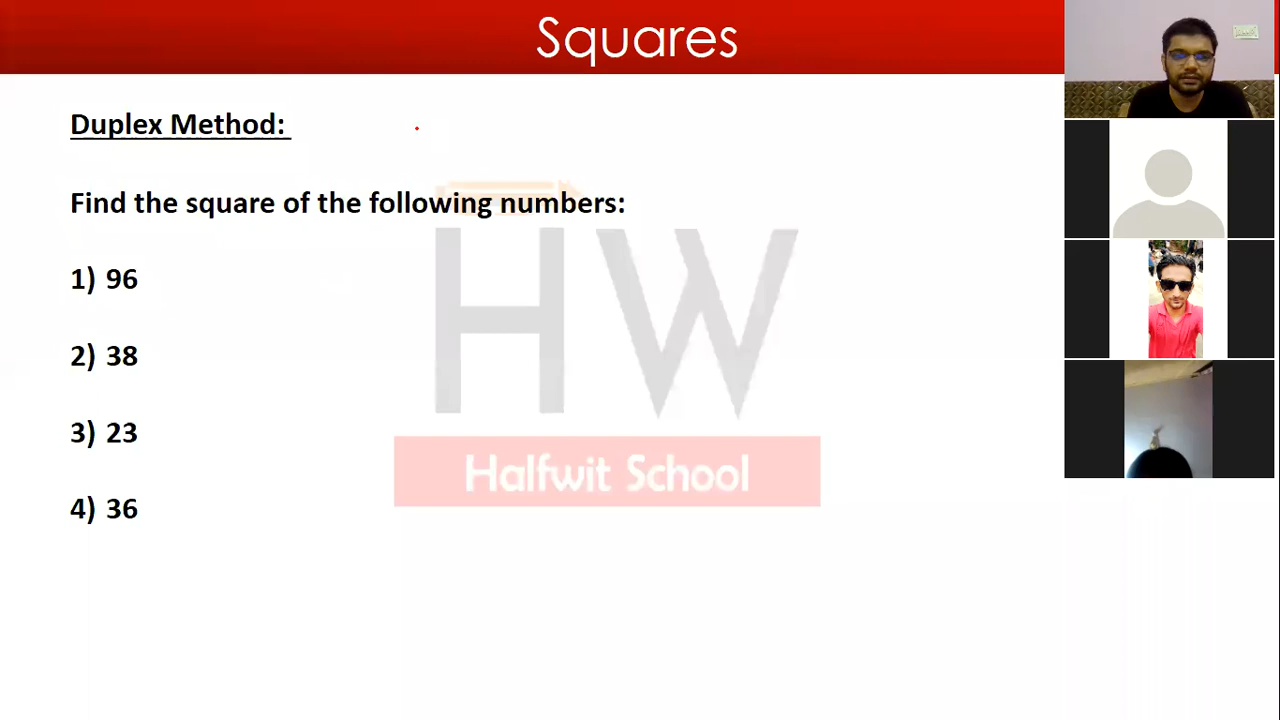 Squares
Duplex Method:
Find the square of the following numbers:
1) 96
2) 38
3) 23
4) 36
HW
Halfwit School